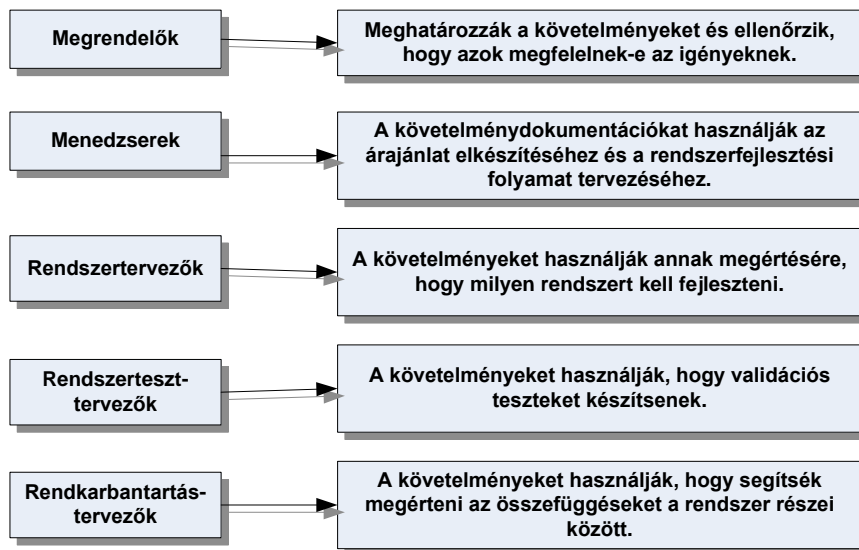 Megrendelők
Meghatározzák a követelményeket és ellenőrzik,
hogy azok megfelelnek-e az igényeknek.
Menedzserek
A követelménydokumentációkat használják az
árajánlat elkészítéséhez és a rendszerfejlesztési
folyamat tervezéséhez.
Rendszertervezők
A követelményeket használják annak megértésére,
hogy milyen rendszert kell fejleszteni.
Rendszerteszt-
tervezők
A követelményeket használják, hogy validációs
teszteket készítsenek.
Rendkarbantartás-
tervezők
A követelményeket használják, hogy segítsék
megérteni az összefüggéseket a rendszer részei
között.